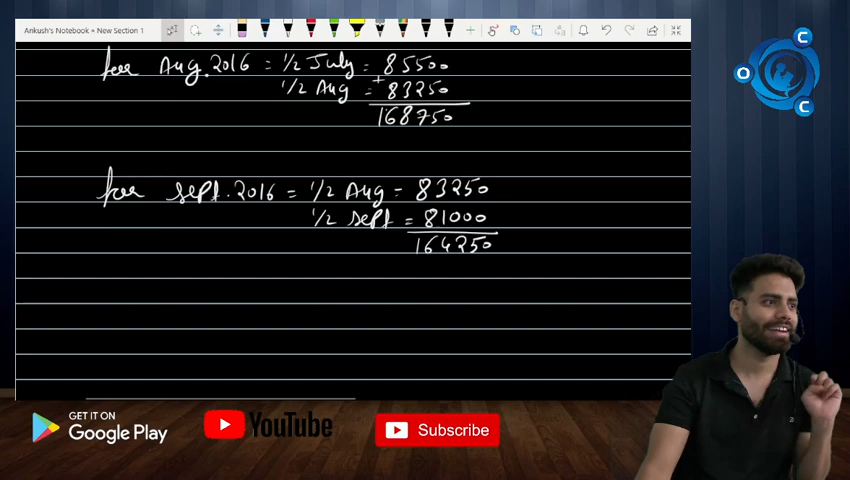 Ankush's Notebook » New Section 1
for Aug.2016 = 1/2 July = 85500
1/2 Aug = + 83250
168750
for sept.2016 = 1/2 Aug = 83250
1/2 sept = 81000
164250
O C C
GET IT ON
Google Play
YOUTUBE
Subscribe